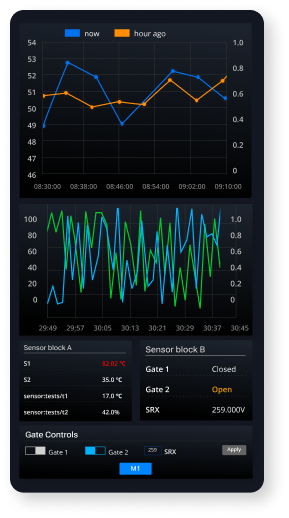 now hour ago
54 1.0
53
52 0.8
51 0.6
50
49 0.4
48 0.2
47
46 0
08:30:00 08:38:00 08:46:00 08:54:00 09:02:00 09:10:00
100 1.0
80 0.8
60 0.6
40 0.4
20 0.2
0 0
29:49 29:57 30:05 30:13 30:21 30:29 30:37 30:45
Sensor block A
S1 82.02 °C
S2 35.0 °C
sensor:tests/t1 17.0 °C
sensor:tests/t2 42.0%
Sensor block B
Gate 1 Closed
Gate 2 Open
SRX 259.000V
Gate Controls
Gate 1 Gate 2 259 SRX Apply
M1